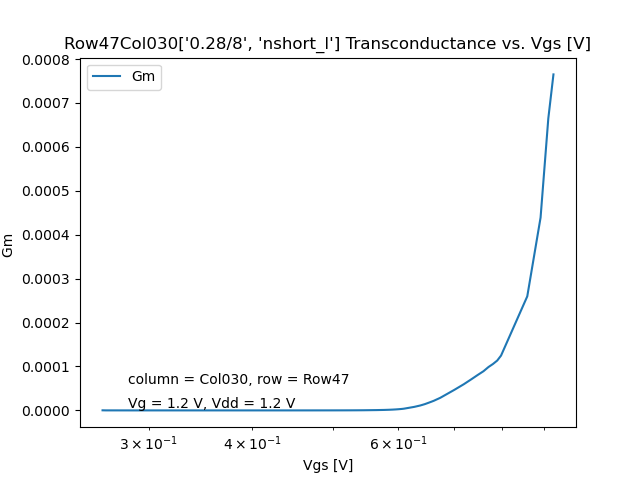 Row47Col030['0.28/8', 'nshort_l'] Transconductance vs. Vgs [V]
Gm
0.0008
0.0007
0.0006
0.0005
0.0004
0.0003
0.0002
0.0001
0.0000
Gm
column = Col030, row = Row47
Vg = 1.2 V, Vdd = 1.2 V
3 × 10⁻¹ 4 × 10⁻¹ 6 × 10⁻¹
Vgs [V]